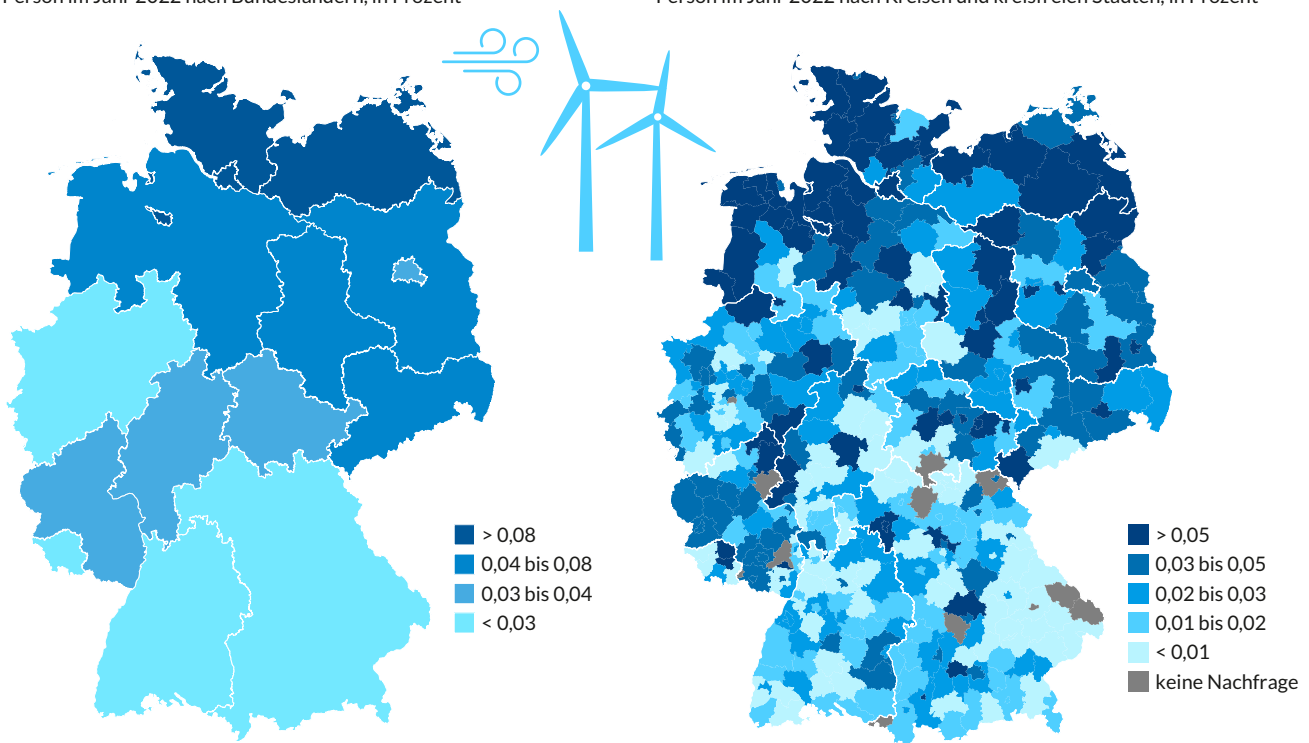 Person im Jahr 2022 nach Bundesländern, in Prozent
Person im Jahr 2022 nach Kreisen und kreisfreien Städten, in Prozent
> 0,08
0,04 bis 0,08
0,03 bis 0,04
< 0,03
> 0,05
0,03 bis 0,05
0,02 bis 0,03
0,01 bis 0,02
< 0,01
keine Nachfrage